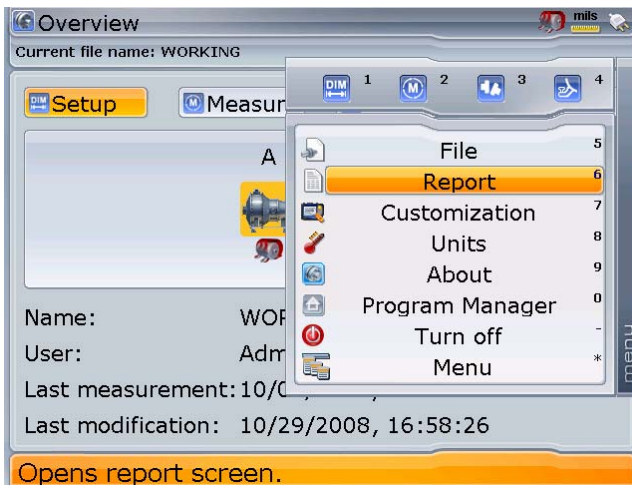 Overview
mils
Current file name: WORKING
1 2 3 4
DIM
M
DIM Setup
M Measur
A
File 5
Report 6
Customization 7
Units 8
About 9
Program Manager 0
Turn off -
Menu *
menu
Name: WOR
User: Adm
Last measurement: 10/0
Last modification: 10/29/2008, 16:58:26
Opens report screen.